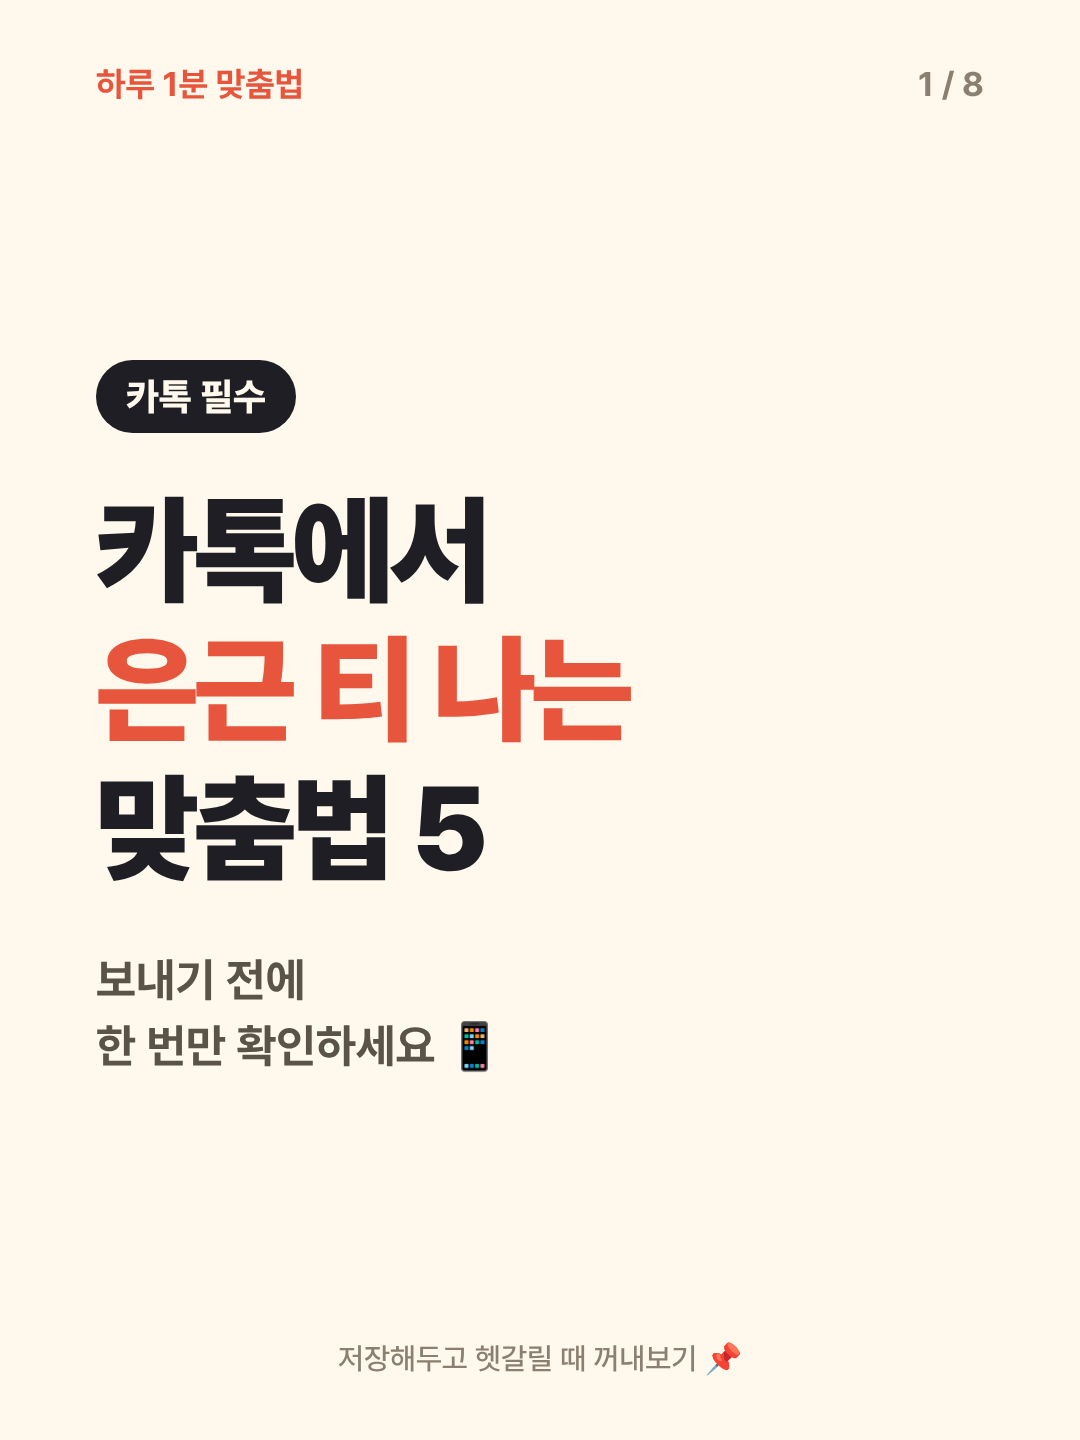 하루 1분 맞춤법
1 / 8
카톡 필수
카톡에서
은근 티 나는
맞춤법 5
보내기 전에
한 번만 확인하세요 📱
저장해두고 헷갈릴 때 꺼내보기 📌